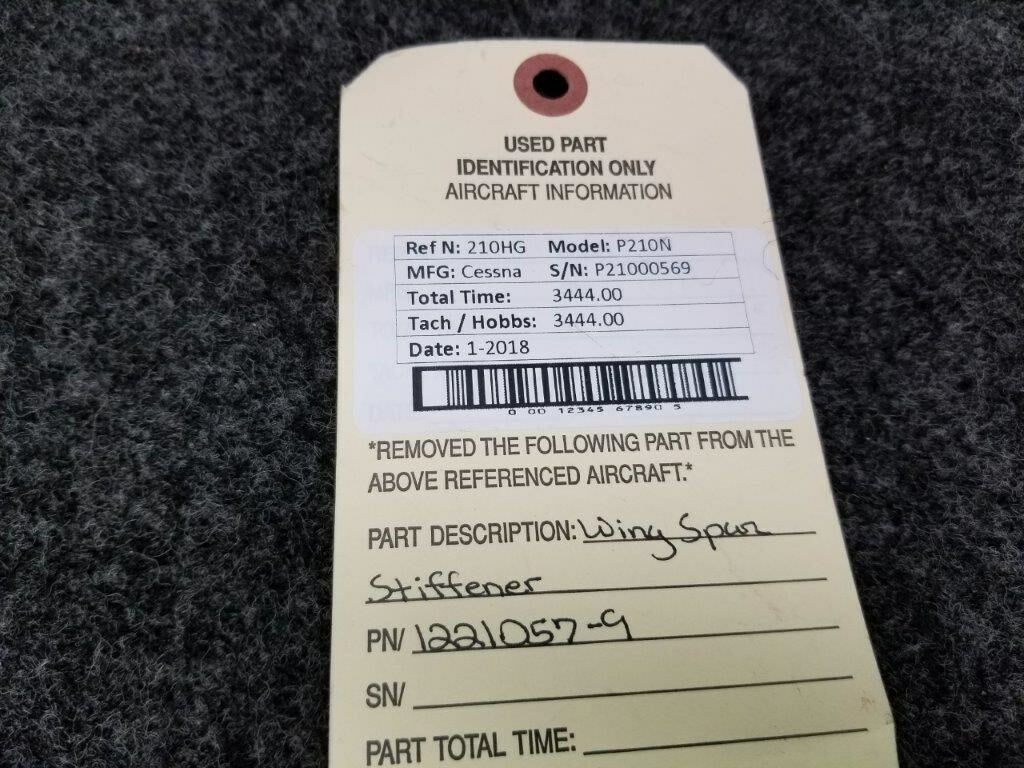 USED PART
IDENTIFICATION ONLY
AIRCRAFT INFORMATION
Ref N: 210HG Model: P210N
MFG: Cessna S/N: P21000569
Total Time: 3444.00
Tach / Hobbs: 3444.00
Date: 1-2018
0 00 12345 67890 5
*REMOVED THE FOLLOWING PART FROM THE
ABOVE REFERENCED AIRCRAFT.*
PART DESCRIPTION: Wing Spar
Stiffener
PN/ 1221057-9
SN/
PART TOTAL TIME: